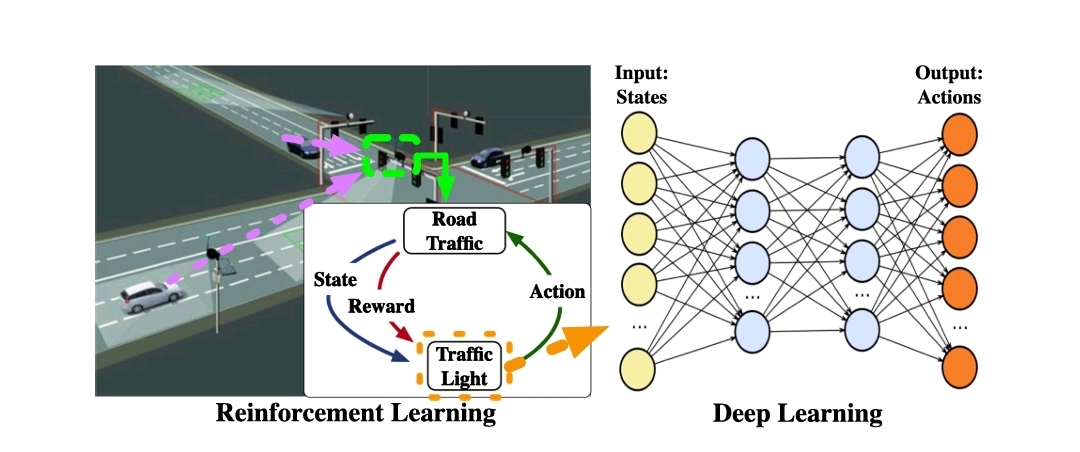 Input:
States
Output:
Actions
Road
Traffic
State
Reward
Action
Traffic
Light
...
...
...
...
Reinforcement Learning
Deep Learning